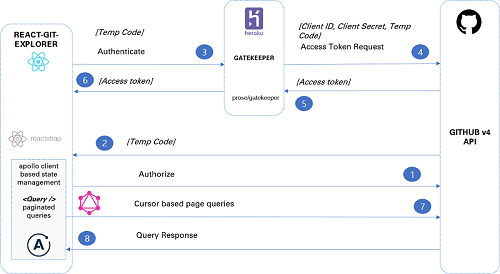 REACT-GIT-
EXPLORER
reactstrap
apollo client
based state
management
<Query />
paginated
queries
[Temp Code]
Authenticate
3
6
[Access token]
heroku
GATEKEEPER
prose/gatekeeper
[Client ID, Client Secret, Temp
Code]
Access Token Request
4
[Access token]
5
2
[Temp Code]
Authorize
1
Cursor based page queries
7
Query Response
8
GITHUB v4
API